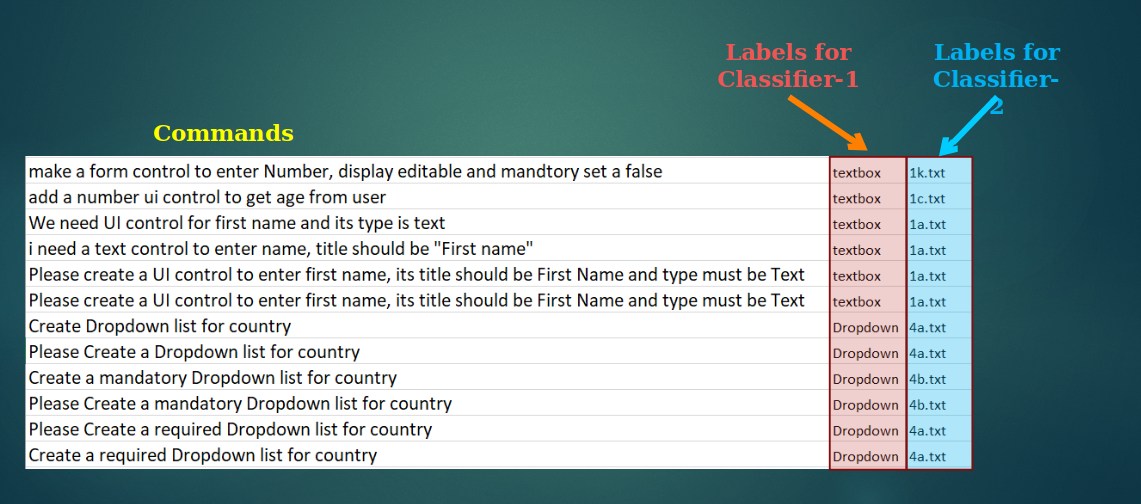 Labels for
Classifier-1
Labels for
Classifier-
2
Commands
make a form control to enter Number, display editable and mandtory set a false textbox 1k.txt
add a number ui control to get age from user textbox 1c.txt
We need UI control for first name and its type is text textbox 1a.txt
i need a text control to enter name, title should be "First name" textbox 1a.txt
Please create a UI control to enter first name, its title should be First Name and type must be Text textbox 1a.txt
Please create a UI control to enter first name, its title should be First Name and type must be Text textbox 1a.txt
Create Dropdown list for country Dropdown 4a.txt
Please Create a Dropdown list for country Dropdown 4a.txt
Create a mandatory Dropdown list for country Dropdown 4b.txt
Please Create a mandatory Dropdown list for country Dropdown 4b.txt
Please Create a required Dropdown list for country Dropdown 4a.txt
Create a required Dropdown list for country Dropdown 4a.txt